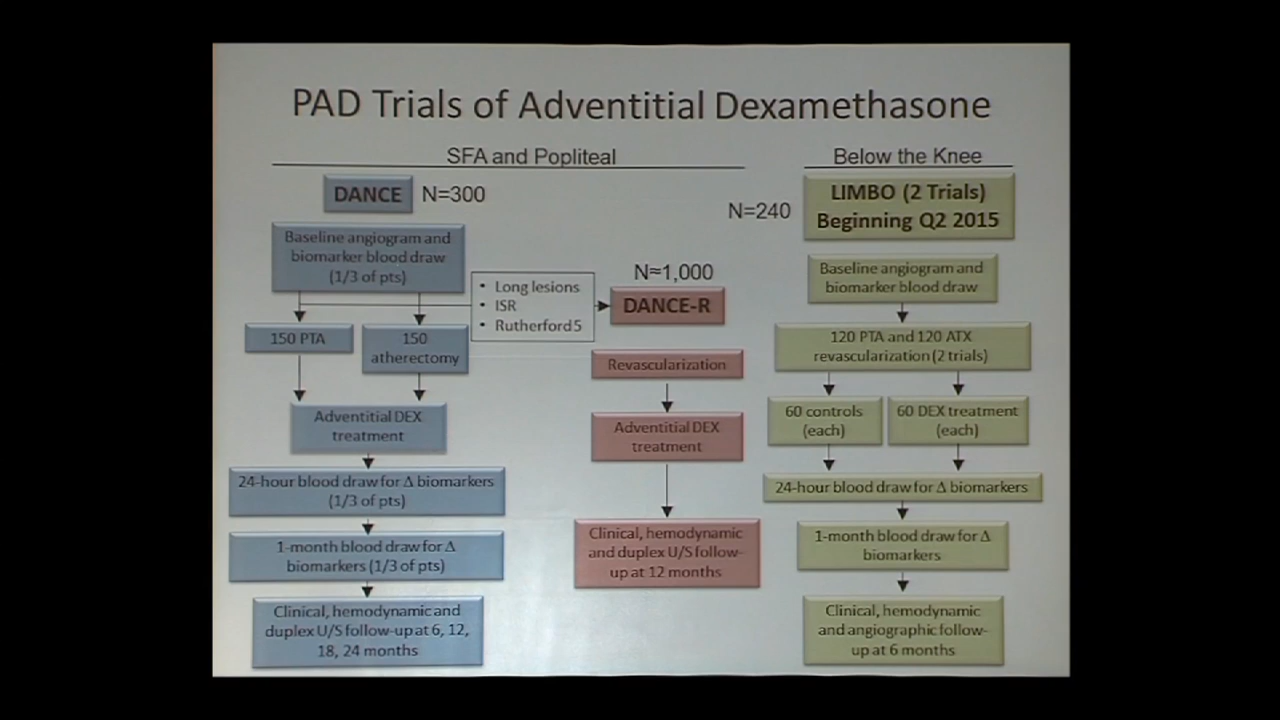 PAD Trials of Adventitial Dexamethasone
SFA and Popliteal
DANCE
N=300
Baseline angiogram and
biomarker blood draw
(1/3 of pts)
• Long lesions
• ISR
• Rutherford 5
150 PTA
150
atherectomy
Adventitial DEX
treatment
24-hour blood draw for Δ biomarkers
(1/3 of pts)
1-month blood draw for Δ
biomarkers (1/3 of pts)
Clinical, hemodynamic and
duplex U/S follow-up at 6, 12,
18, 24 months
N≈1,000
DANCE-R
Revascularization
Adventitial DEX
treatment
Clinical, hemodynamic
and duplex U/S follow-
up at 12 months
Below the Knee
N=240
LIMBO (2 Trials)
Beginning Q2 2015
Baseline angiogram and
biomarker blood draw
120 PTA and 120 ATX
revascularization (2 trials)
60 controls
(each)
60 DEX treatment
(each)
24-hour blood draw for Δ biomarkers
1-month blood draw for Δ
biomarkers
Clinical, hemodynamic
and angiographic follow-
up at 6 months